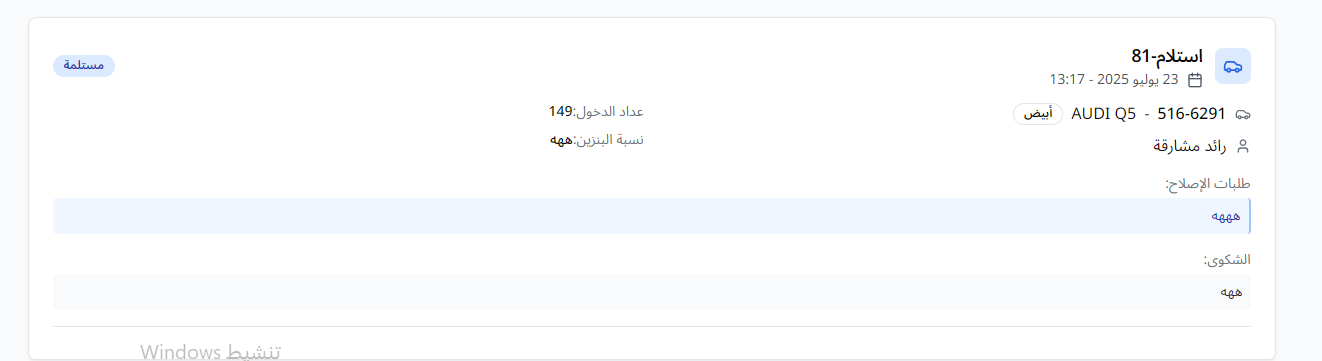 استلام-81
مستلمة
23 يوليو 2025 - 13:17
516-6291 - AUDI Q5 أبيض
عداد الدخول:149
رائد مشارقة
نسبة البنزين:ههه
طلبات الإصلاح:
هههه
الشكوى:
ههه
تنشيط Windows